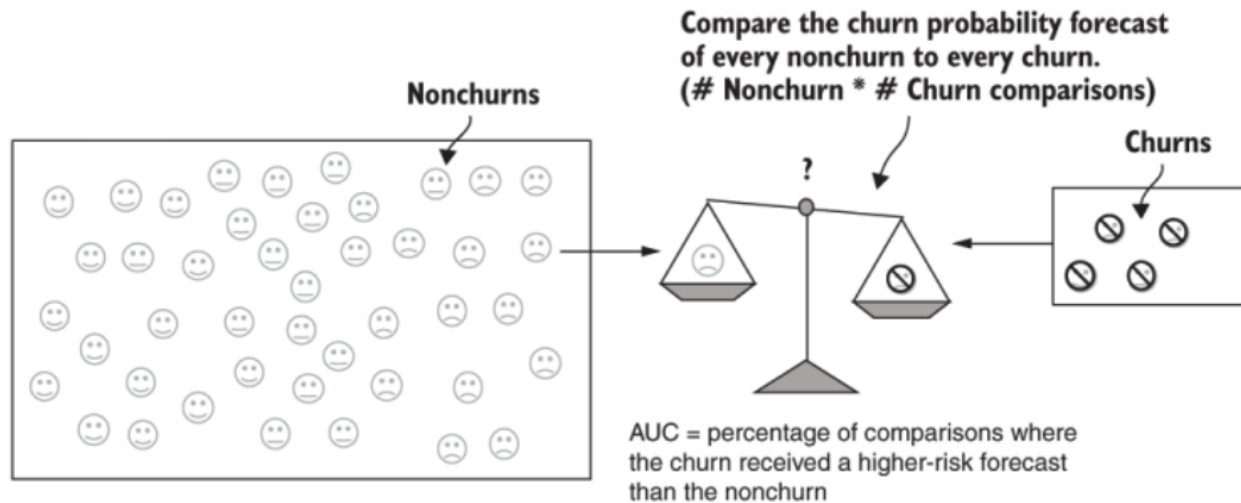 Compare the churn probability forecast
of every nonchurn to every churn.
(# Nonchurn * # Churn comparisons)
Nonchurns
Churns
?
AUC = percentage of comparisons where
the churn received a higher-risk forecast
than the nonchurn